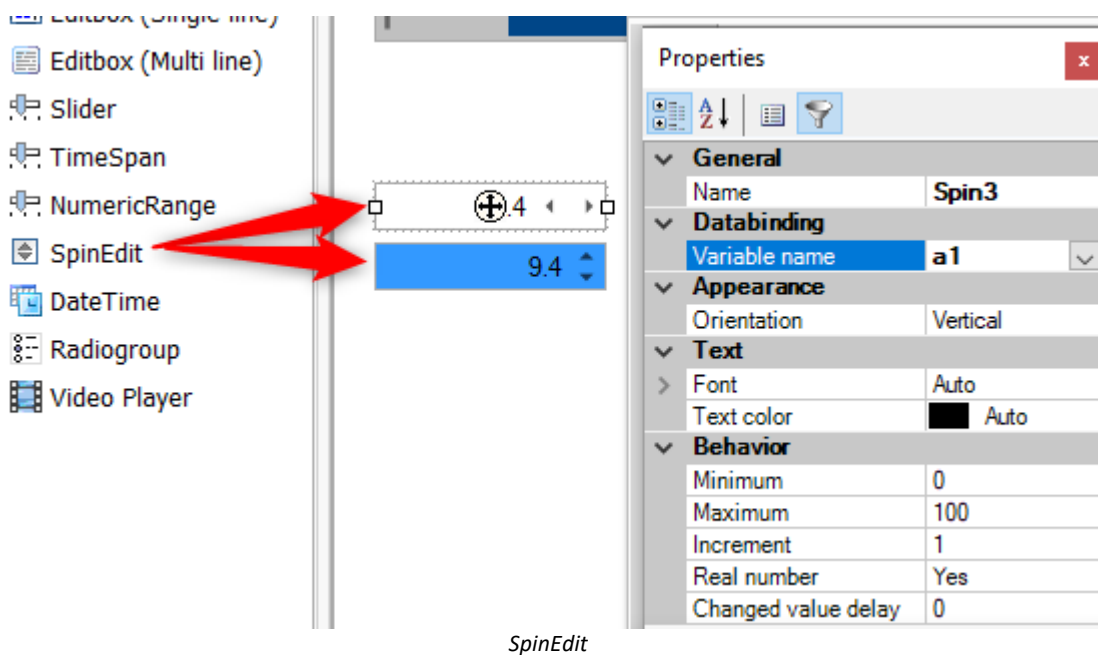 Editbox (Single line)
Editbox (Multi line)
Slider
TimeSpan
NumericRange
SpinEdit
DateTime
Radiogroup
Video Player
.4
9.4
Properties
x
A
Z
General
Name Spin3
Databinding
Variable name a1
Appearance
Orientation Vertical
Text
Font Auto
Text color Auto
Behavior
Minimum 0
Maximum 100
Increment 1
Real number Yes
Changed value delay 0
SpinEdit